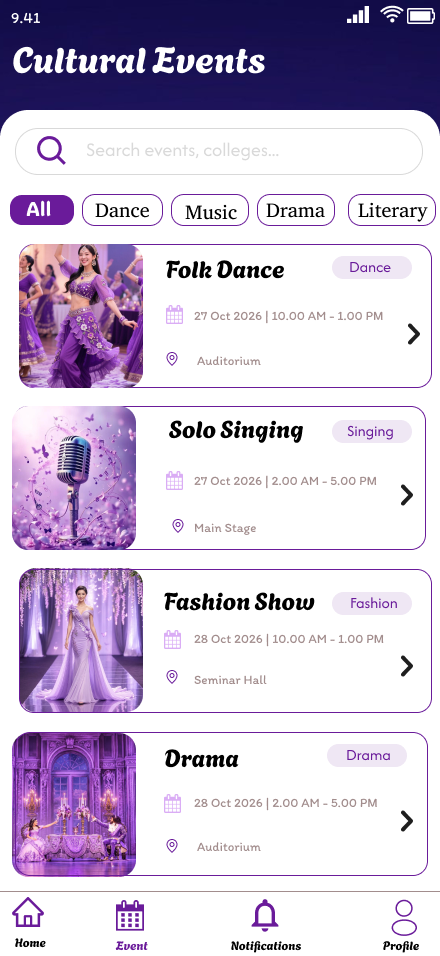 9.41
Cultural Events
Search events, colleges...
All Dance Music Drama Literary
Folk Dance Dance
27 Oct 2026 | 10.00 AM - 1.00 PM
Auditorium
Solo Singing Singing
27 Oct 2026 | 2.00 AM - 5.00 PM
Main Stage
Fashion Show Fashion
28 Oct 2026 | 10.00 AM - 1.00 PM
Seminar Hall
Drama Drama
28 Oct 2026 | 2.00 AM - 5.00 PM
Auditorium
Home Event Notifications Profile